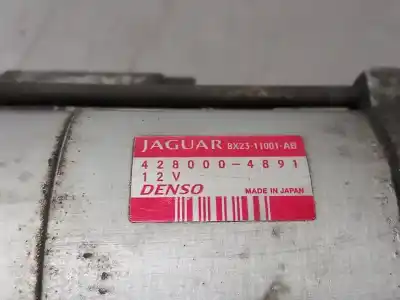 JAGUAR BX23-11001-AB
428000-4891
12V
DENSO MADE IN JAPAN